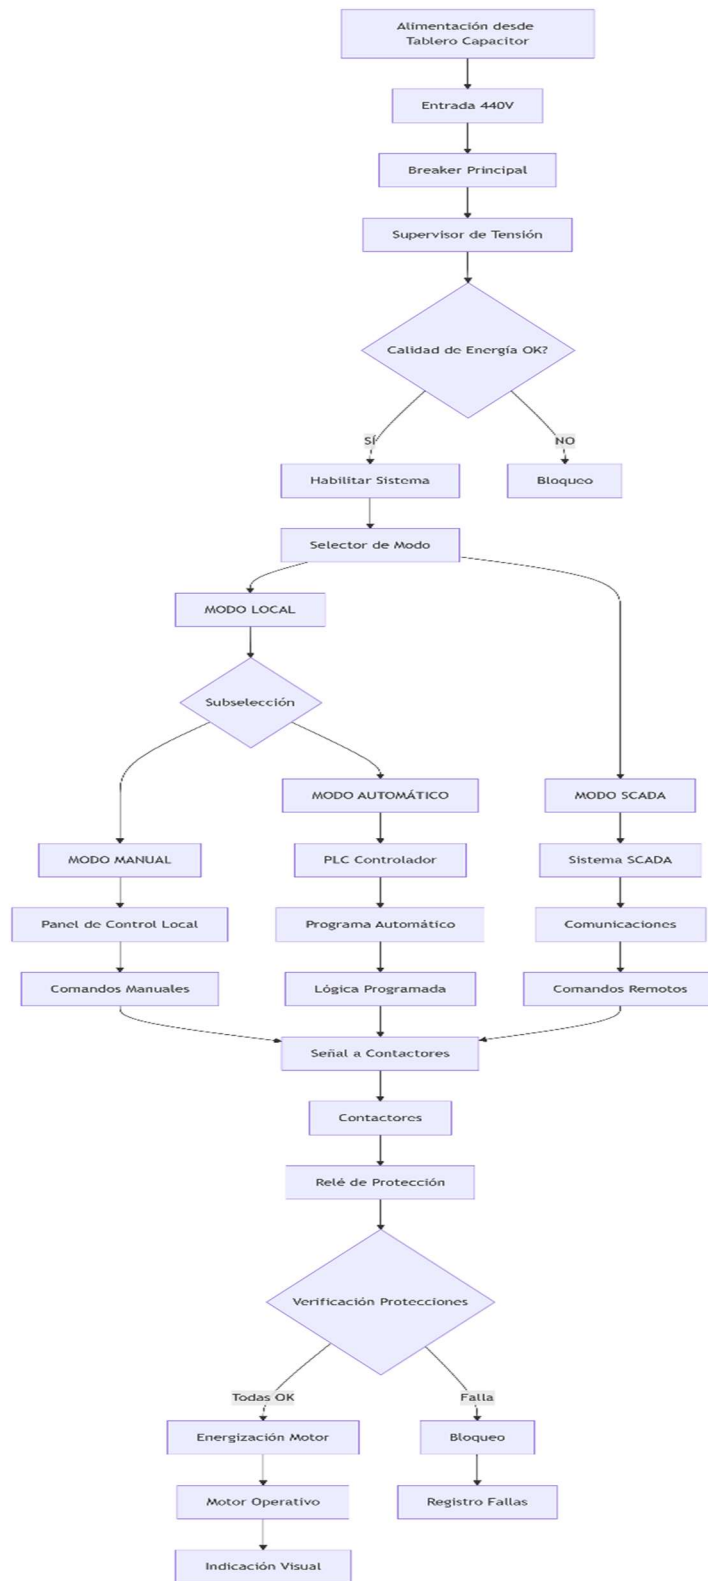 Alimentación desde
Tablero Capacitor
Entrada 440V
Breaker Principal
Supervisor de Tensión
Calidad de Energía OK?
SÍ
NO
Habilitar Sistema
Bloqueo
Selector de Modo
MODO LOCAL
Subselección
MODO AUTOMÁTICO
MODO SCADA
MODO MANUAL
PLC Controlador
Sistema SCADA
Panel de Control Local
Programa Automático
Comunicaciones
Comandos Manuales
Lógica Programada
Comandos Remotos
Señal a Contactores
Contactores
Relé de Protección
Verificación Protecciones
Todas OK
Falla
Energización Motor
Bloqueo
Motor Operativo
Registro Fallas
Indicación Visual